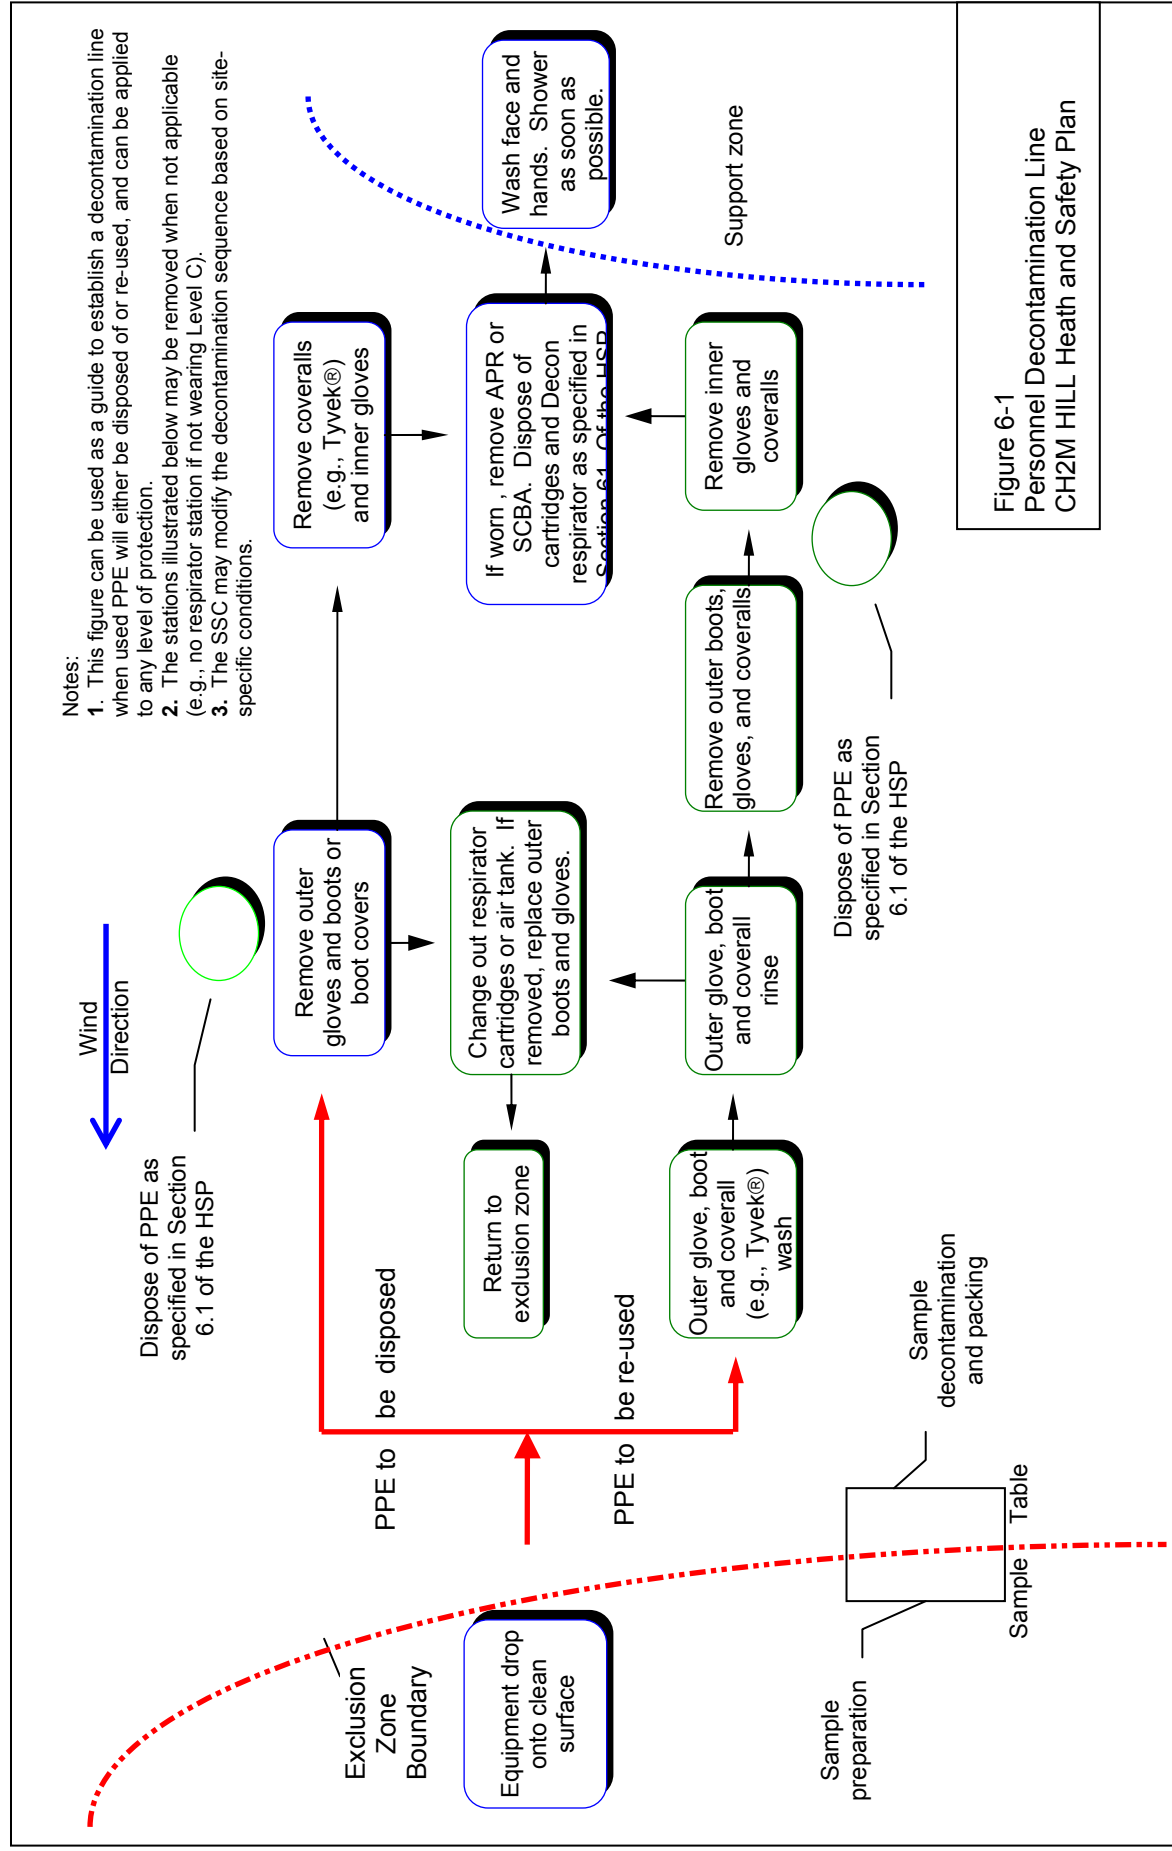 Notes:
1. This figure can be used as a guide to establish a decontamination line
when used PPE will either be disposed of or re-used, and can be applied
to any level of protection.
2. The stations illustrated below may be removed when not applicable
(e.g., no respirator station if not wearing Level C).
3. The SSC may modify the decontamination sequence based on site-
specific conditions.
Wind
Direction
Dispose of PPE as
specified in Section
6.1 of the HSP
Exclusion
Zone
Boundary
Equipment drop
onto clean
surface
PPE to be disposed
PPE to be re-used
Remove outer
gloves and boots or
boot covers
Remove coveralls
(e.g., Tyvek®)
and inner gloves
Return to
exclusion zone
Change out respirator
cartridges or air tank. If
removed, replace outer
boots and gloves.
If worn , remove APR or
SCBA. Dispose of
cartridges and Decon
respirator as specified in
Section 61 Of the HSP
Wash face and
hands. Shower
as soon as
possible.
Outer glove, boot
and coverall
(e.g., Tyvek®)
wash
Outer glove, boot
and coverall
rinse
Remove outer boots,
gloves, and coveralls
Remove inner
gloves and
coveralls
Support zone
Dispose of PPE as
specified in Section
6.1 of the HSP
Sample
preparation
Sample
decontamination
and packing
Sample Table
Figure 6-1
Personnel Decontamination Line
CH2M HILL Heath and Safety Plan